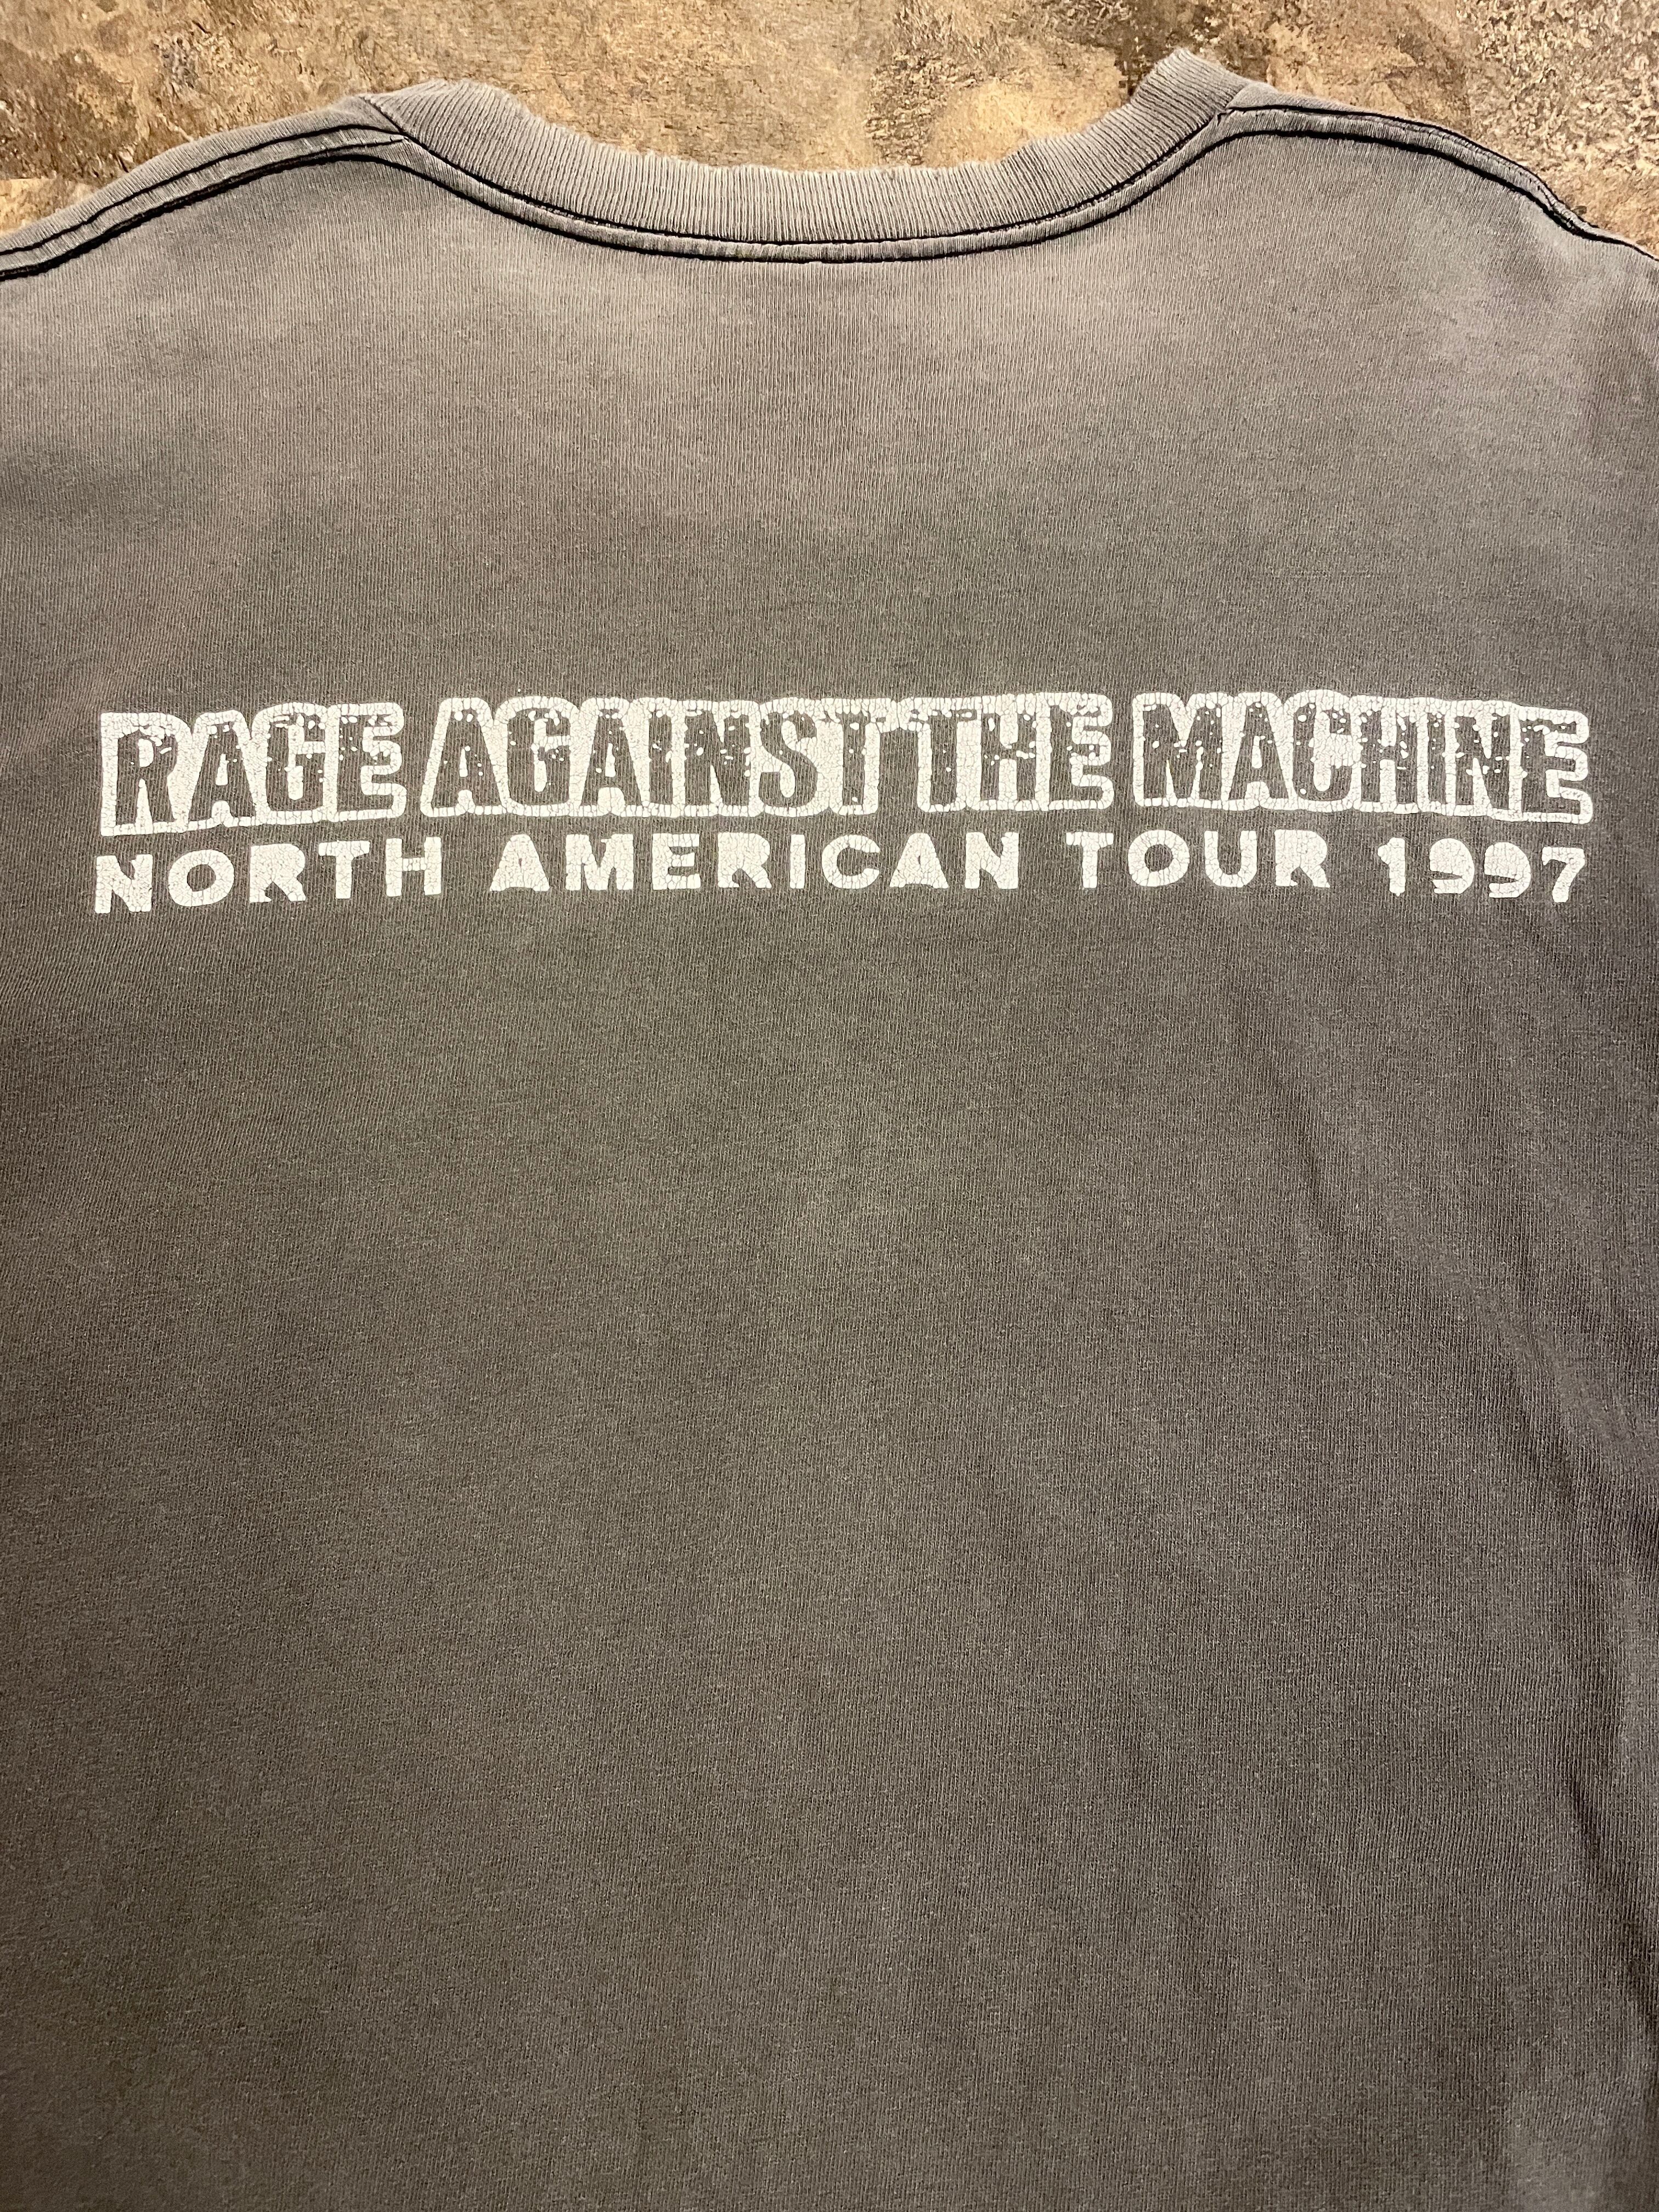 RAGE AGAINST THE MACHINE
NORTH AMERICAN TOUR 1997